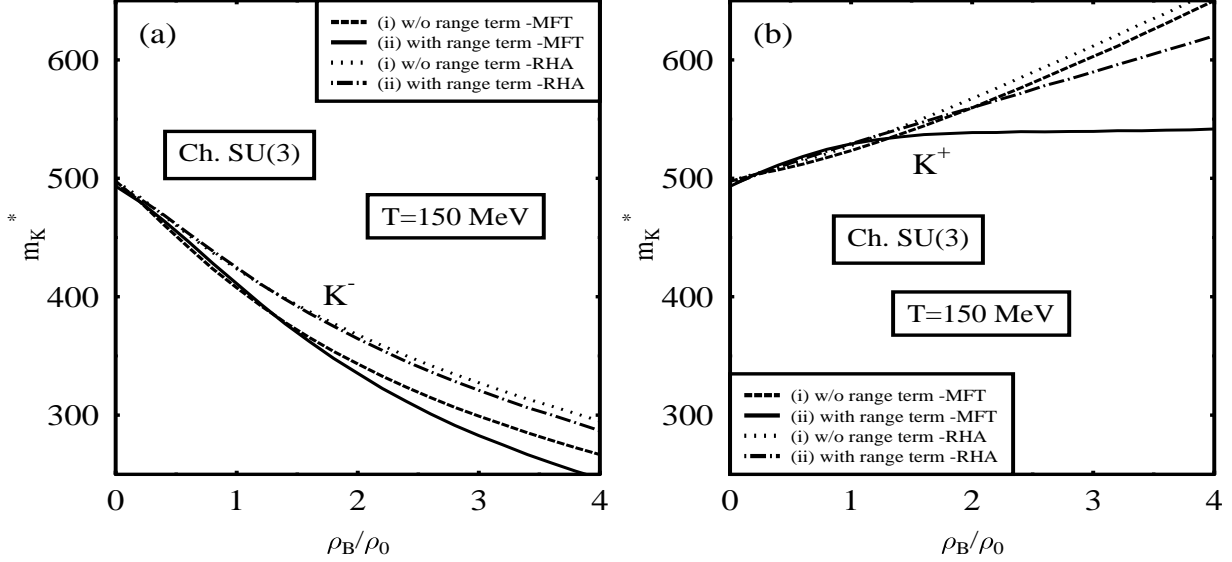 (a)
(i) w/o range term -MFT
(ii) with range term -MFT
(i) w/o range term -RHA
(ii) with range term -RHA
Ch. SU(3)
T=150 MeV
K⁻
600
500
400
300
m_K*
0 1 2 3 4
ρ_B/ρ_0
(b)
K⁺
Ch. SU(3)
T=150 MeV
(i) w/o range term -MFT
(ii) with range term -MFT
(i) w/o range term -RHA
(ii) with range term -RHA
600
500
400
300
m_K*
0 1 2 3 4
ρ_B/ρ_0